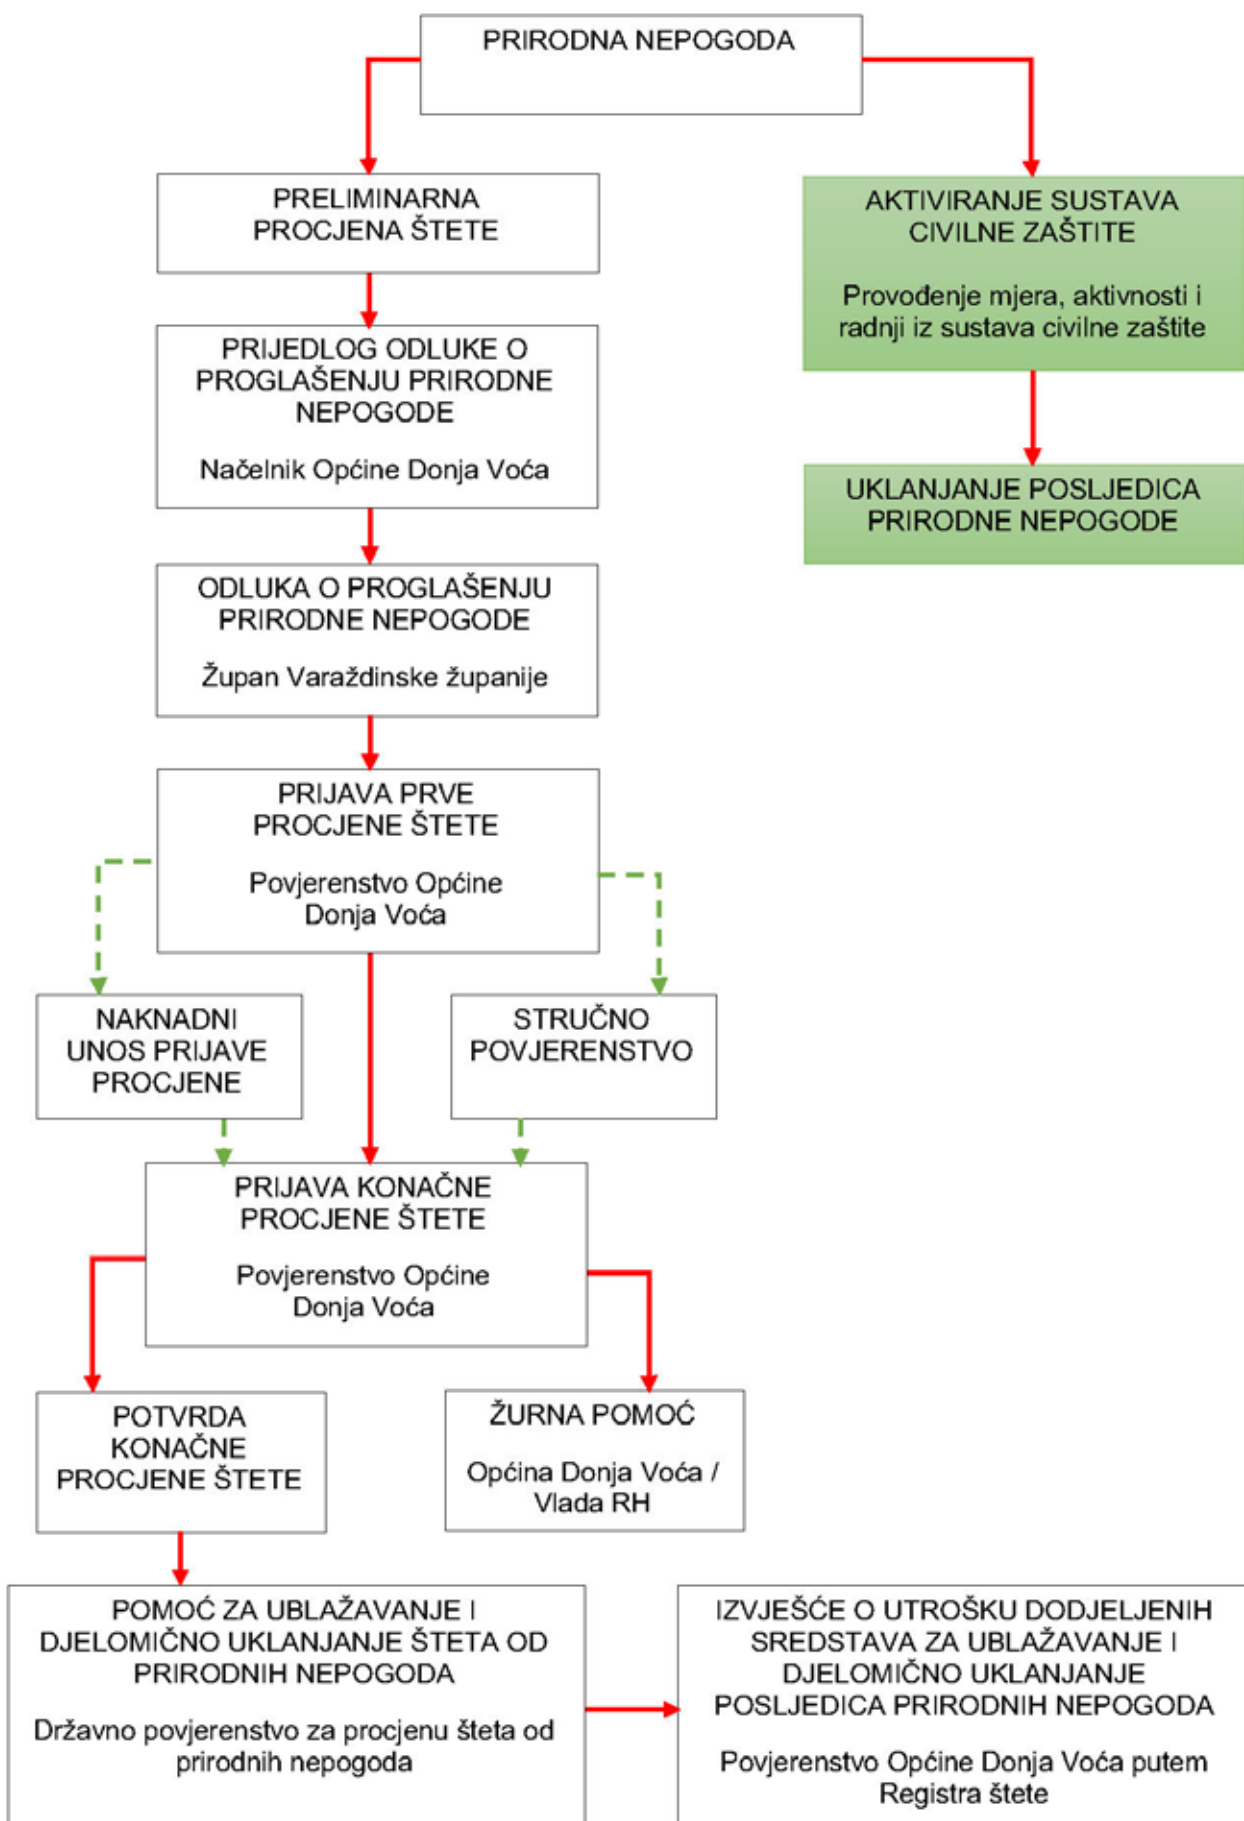 PRIRODNA NEPOGODA
PRELIMINARNA
PROCJENA ŠTETE
AKTIVIRANJE SUSTAVA
CIVILNE ZAŠTITE
Provođenje mjera, aktivnosti i
radnji iz sustava civilne zaštite
PRIJEDLOG ODLUKE O
PROGLAŠENJU PRIRODNE
NEPOGODE
Načelnik Općine Donja Voća
UKLANJANJE POSLJEDICA
PRIRODNE NEPOGODE
ODLUKA O PROGLAŠENJU
PRIRODNE NEPOGODE
Župan Varaždinske županije
PRIJAVA PRVE
PROCJENE ŠTETE
Povjerenstvo Općine
Donja Voća
NAKNADNI
UNOS PRIJAVE
PROCJENE
STRUČNO
POVJERENSTVO
PRIJAVA KONAČNE
PROCJENE ŠTETE
Povjerenstvo Općine
Donja Voća
POTVRDA
KONAČNE
PROCJENE ŠTETE
ŽURNA POMOĆ
Općina Donja Voća /
Vlada RH
POMOĆ ZA UBLAŽAVANJE I
DJELOMIČNO UKLANJANJE ŠTETA OD
PRIRODNIH NEPOGODA
Državno povjerenstvo za procjenu šteta od
prirodnih nepogoda
IZVJEŠĆE O UTROŠKU DODJELJENIH
SREDSTAVA ZA UBLAŽAVANJE I
DJELOMIČNO UKLANJANJE
POSLJEDICA PRIRODNIH NEPOGODA
Povjerenstvo Općine Donja Voća putem
Registra štete